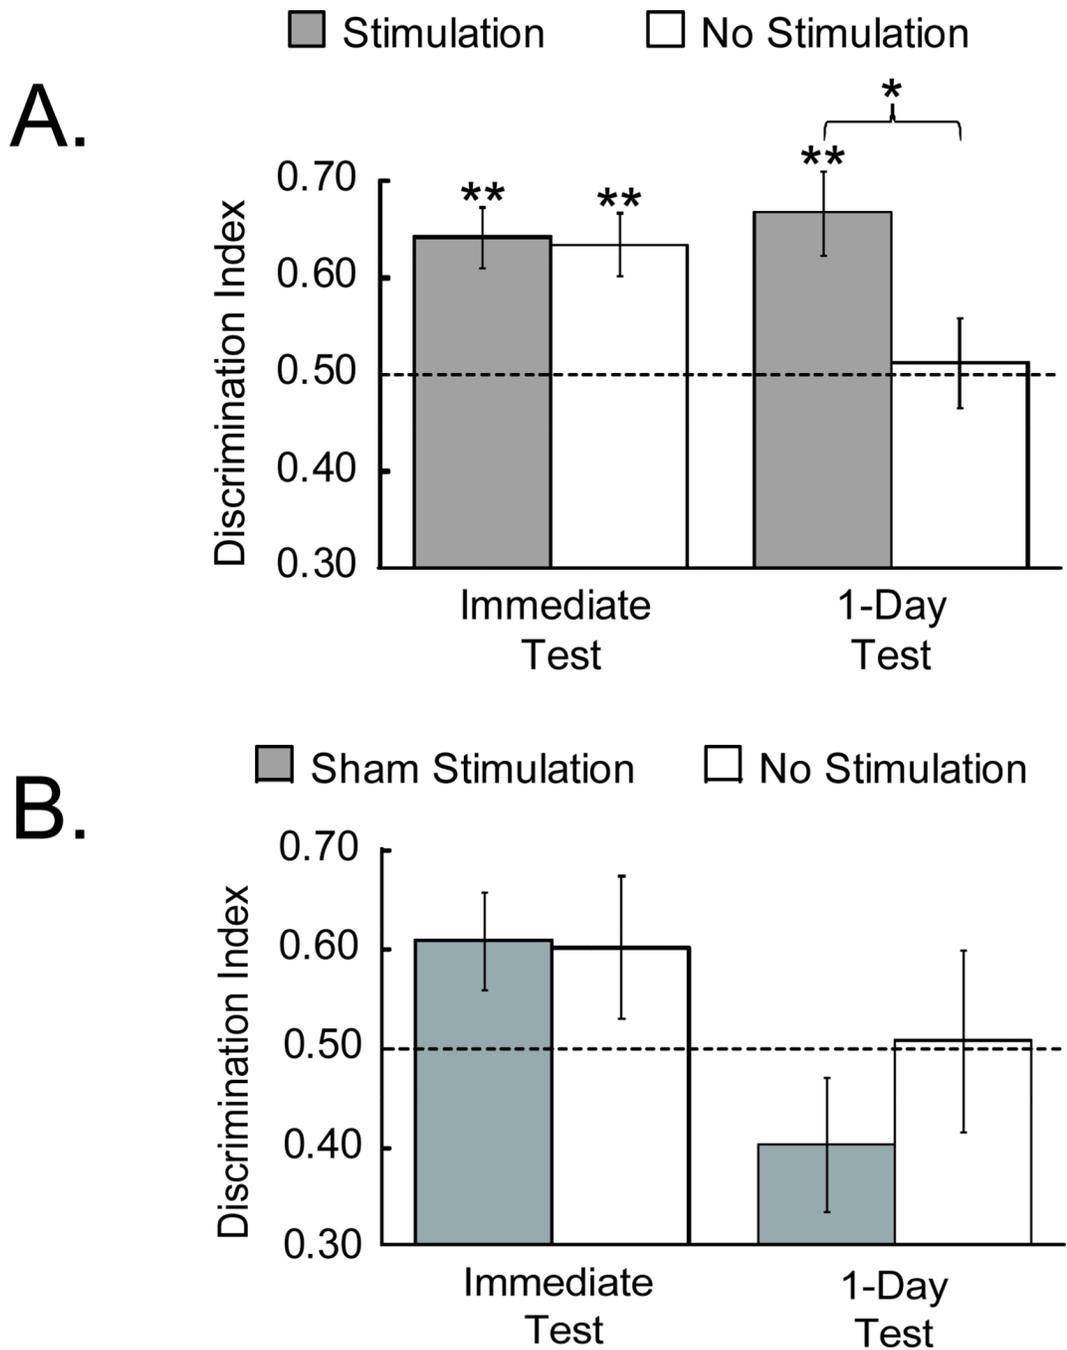 Stimulation No Stimulation
A.
*
** ** **
0.70
0.60
0.50
0.40
0.30
Discrimination Index
Immediate Test
1-Day Test
Sham Stimulation No Stimulation
B.
0.70
0.60
0.50
0.40
0.30
Discrimination Index
Immediate Test
1-Day Test